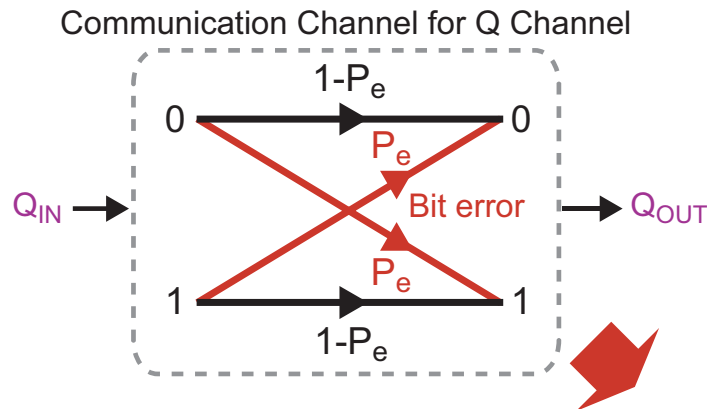 Communication Channel for Q Channel
1-Pe
0
0
Pe
QIN
Bit error
QOUT
Pe
1
1
1-Pe